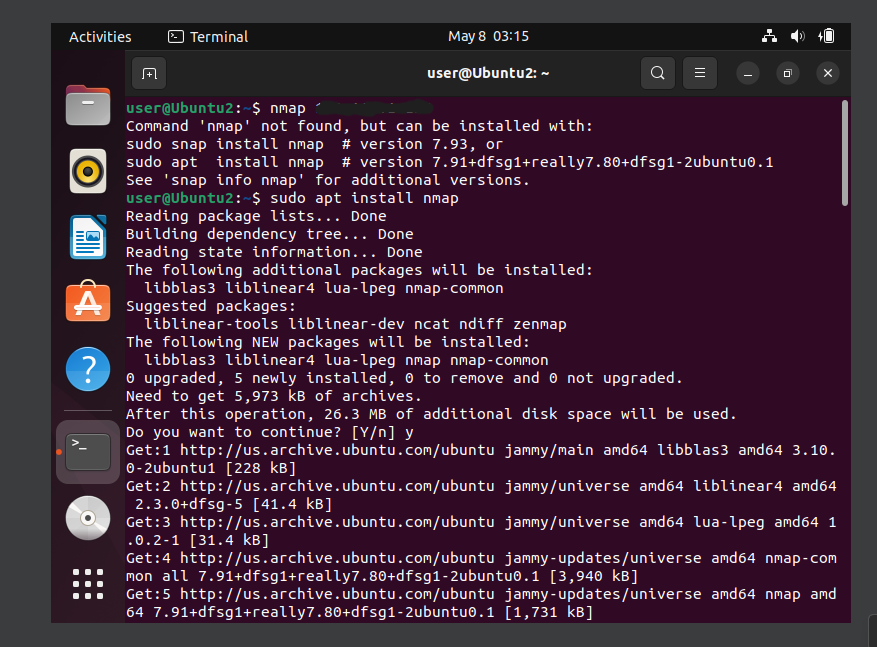 Activities
Terminal
May 8 03:15
user@Ubuntu2: ~
user@Ubuntu2:~$ nmap
Command 'nmap' not found, but can be installed with:
sudo snap install nmap  # version 7.93, or
sudo apt  install nmap  # version 7.91+dfsg1+really7.80+dfsg1-2ubuntu0.1
See 'snap info nmap' for additional versions.
user@Ubuntu2:~$ sudo apt install nmap
Reading package lists... Done
Building dependency tree... Done
Reading state information... Done
The following additional packages will be installed:
  libblas3 liblinear4 lua-lpeg nmap-common
Suggested packages:
  liblinear-tools liblinear-dev ncat ndiff zenmap
The following NEW packages will be installed:
  libblas3 liblinear4 lua-lpeg nmap nmap-common
0 upgraded, 5 newly installed, 0 to remove and 0 not upgraded.
Need to get 5,973 kB of archives.
After this operation, 26.3 MB of additional disk space will be used.
Do you want to continue? [Y/n] y
Get:1 http://us.archive.ubuntu.com/ubuntu jammy/main amd64 libblas3 amd64 3.10.
0-2ubuntu1 [228 kB]
Get:2 http://us.archive.ubuntu.com/ubuntu jammy/universe amd64 liblinear4 amd64
 2.3.0+dfsg-5 [41.4 kB]
Get:3 http://us.archive.ubuntu.com/ubuntu jammy/universe amd64 lua-lpeg amd64 1
.0.2-1 [31.4 kB]
Get:4 http://us.archive.ubuntu.com/ubuntu jammy-updates/universe amd64 nmap-com
mon all 7.91+dfsg1+really7.80+dfsg1-2ubuntu0.1 [3,940 kB]
Get:5 http://us.archive.ubuntu.com/ubuntu jammy-updates/universe amd64 nmap amd
64 7.91+dfsg1+really7.80+dfsg1-2ubuntu0.1 [1,731 kB]